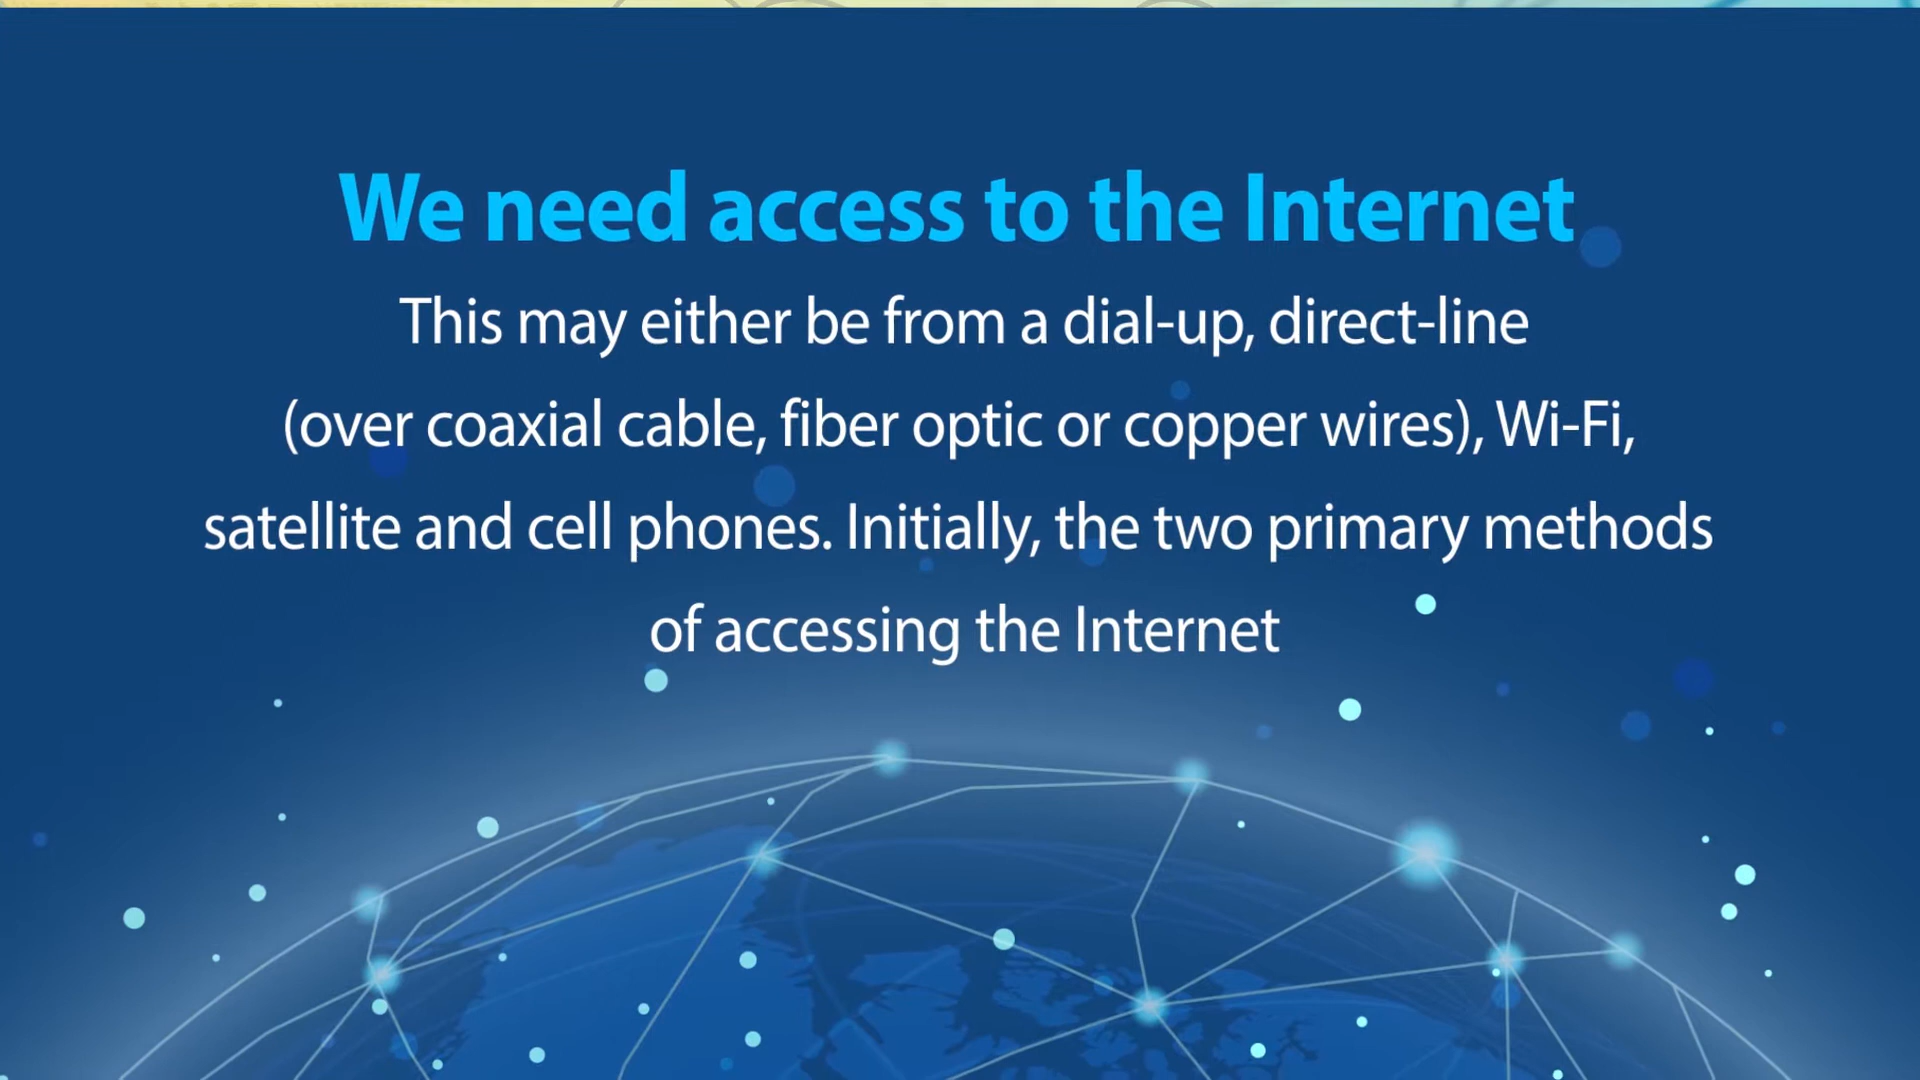 We need access to the Internet
This may either be from a dial-up, direct-line
(over coaxial cable, fiber optic or copper wires), Wi-Fi,
satellite and cell phones. Initially, the two primary methods
of accessing the Internet